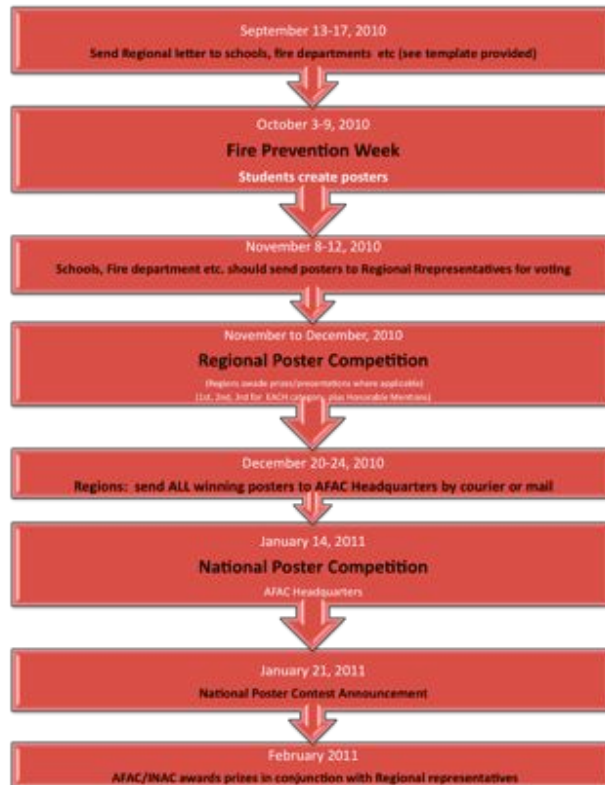 September 13-17, 2010
Send Regional letter to schools, fire departments etc (see template provided)
October 3-9, 2010
Fire Prevention Week
Students create posters
November 8-12, 2010
Schools, Fire department etc. should send posters to Regional Rrepresentatives for voting
November to December, 2010
Regional Poster Competition
(Regions awade prizes/presentations where applicable)
(1st, 2nd, 3rd for EACH category, plus Honorable Mentions)
December 20-24, 2010
Regions: send ALL winning posters to AFAC Headquarters by courier or mail
January 14, 2011
National Poster Competition
AFAC Headquarters
January 21, 2011
National Poster Contest Announcement
February 2011
AFAC/INAC awards prizes in conjunction with Regional representatives